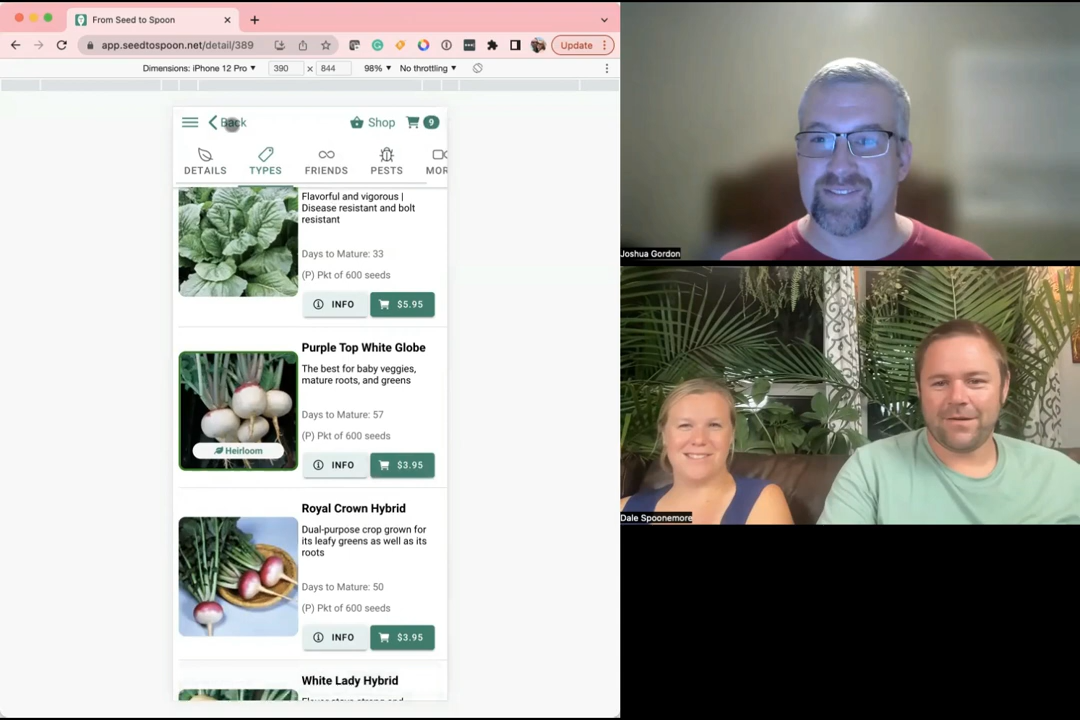 From Seed to Spoon
app.seedtospoon.net/detail/389
Update
Dimensions: iPhone 12 Pro
390 x 844
98%
No throttling
Back
Shop
9
DETAILS
TYPES
FRIENDS
PESTS
MOR
Flavorful and vigorous |
Disease resistant and bolt
resistant
Days to Mature: 33
(P) Pkt of 600 seeds
INFO
$5.95
Purple Top White Globe
The best for baby veggies,
mature roots, and greens
Days to Mature: 57
(P) Pkt of 600 seeds
Heirloom
INFO
$3.95
Royal Crown Hybrid
Dual-purpose crop grown for
its leafy greens as well as its
roots
Days to Mature: 50
(P) Pkt of 600 seeds
INFO
$3.95
White Lady Hybrid
Joshua Gordon
Dale Spoonemore